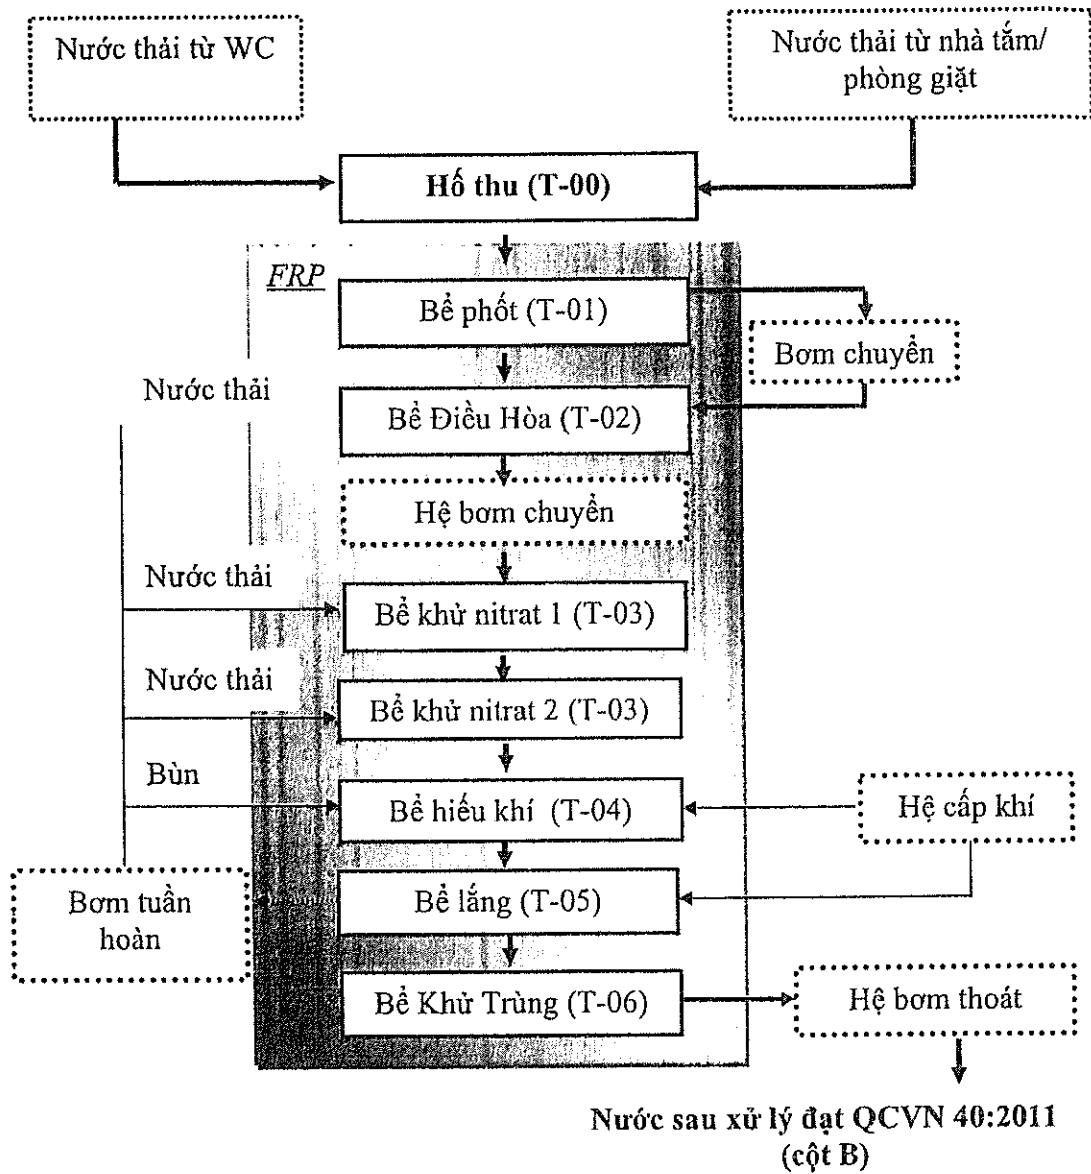 Nước thải từ WC
Nước thải từ nhà tắm/
phòng giặt
Hố thu (T-00)
FRP
Bể phốt (T-01)
Bơm chuyển
Nước thải
Bể Điều Hòa (T-02)
Hệ bơm chuyển
Nước thải
Bể khử nitrat 1 (T-03)
Nước thải
Bể khử nitrat 2 (T-03)
Bùn
Bể hiếu khí (T-04)
Hệ cấp khí
Bơm tuần
hoàn
Bể lắng (T-05)
Bể Khử Trùng (T-06)
Hệ bơm thoát
Nước sau xử lý đạt QCVN 40:2011
(cột B)